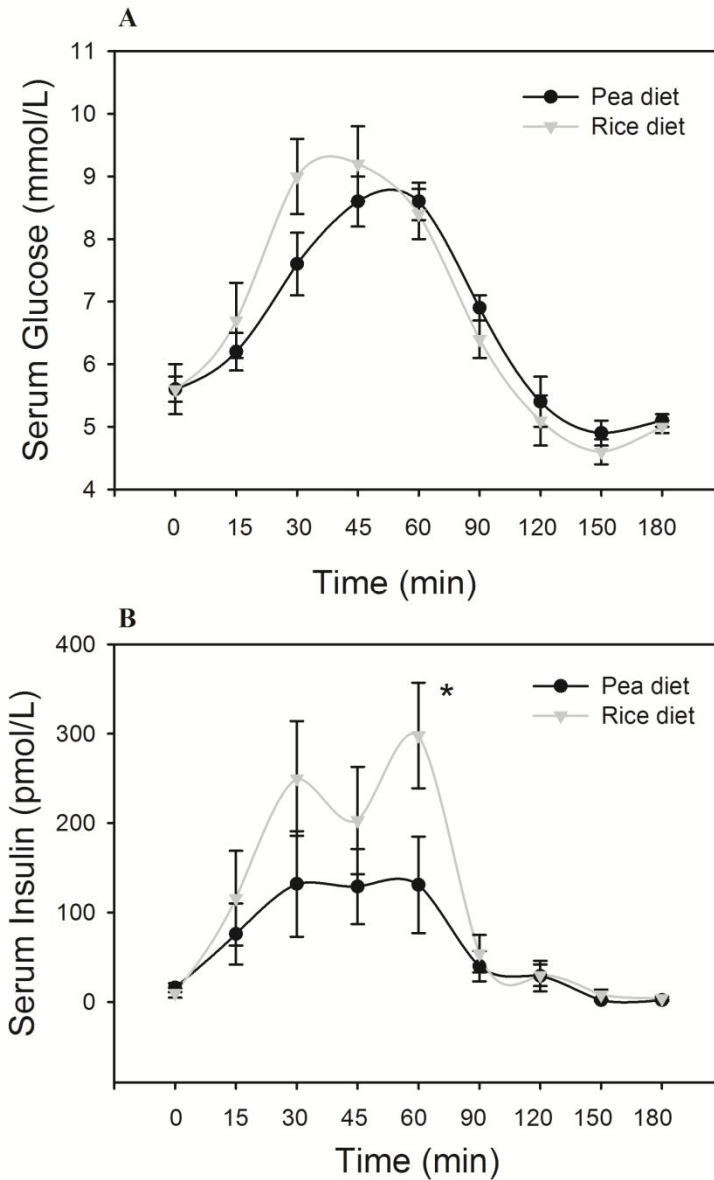 A
11
10
9
8
7
6
5
4
Serum Glucose (mmol/L)
Pea diet
Rice diet
0 15 30 45 60 90 120 150 180
Time (min)
B
400
300
200
100
0
Serum Insulin (pmol/L)
Pea diet
Rice diet
*
0 15 30 45 60 90 120 150 180
Time (min)